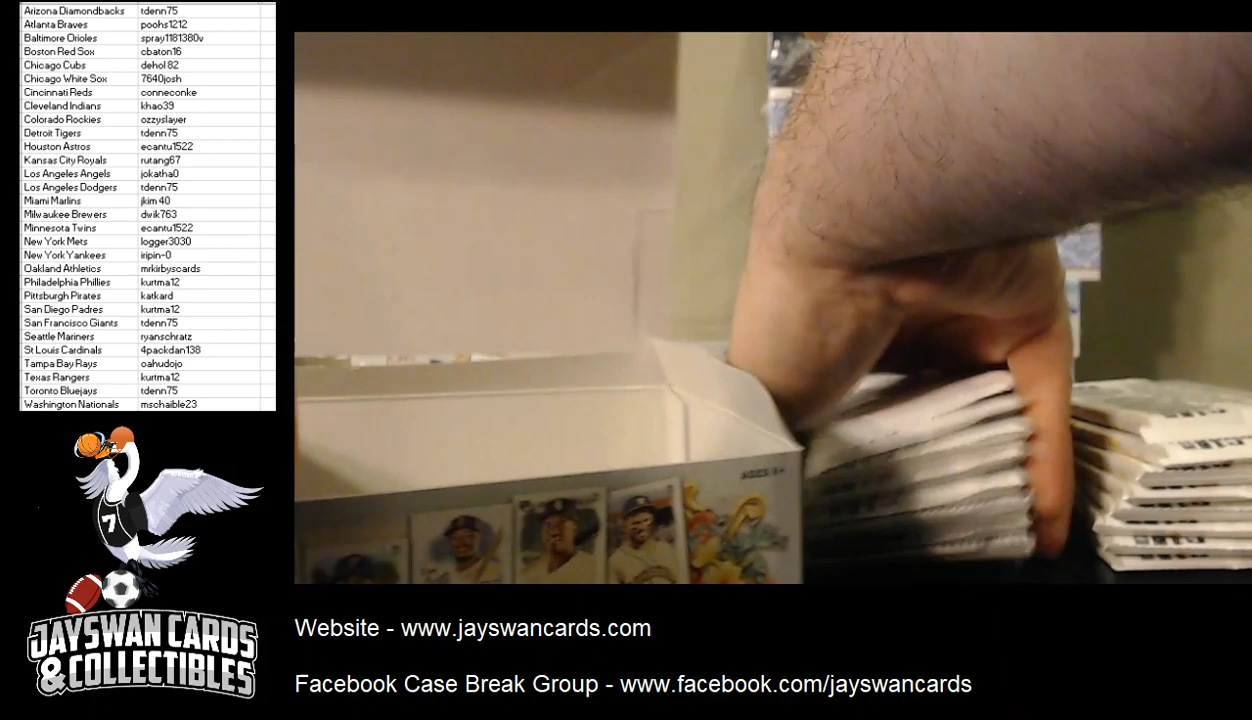 Arizona Diamondbacks tdenn75
Atlanta Braves poohs1212
Baltimore Orioles spray1181380v
Boston Red Sox cbaton16
Chicago Cubs dehol 82
Chicago White Sox 7640josh
Cincinnati Reds conneconke
Cleveland Indians khao39
Colorado Rockies ozzyslayer
Detroit Tigers tdenn75
Houston Astros ecantu1522
Kansas City Royals rutang67
Los Angeles Angels jokatha0
Los Angeles Dodgers tdenn75
Miami Marlins jkim 40
Milwaukee Brewers dwik763
Minnesota Twins ecantu1522
New York Mets logger3030
New York Yankees iripin-0
Oakland Athletics mrkirbyscards
Philadelphia Phillies kurtma12
Pittsburgh Pirates katkard
San Diego Padres kurtma12
San Francisco Giants tdenn75
Seattle Mariners ryanschratz
St Louis Cardinals 4packdan138
Tampa Bay Rays oahudojo
Texas Rangers kurtma12
Toronto Bluejays tdenn75
Washington Nationals mschaible23
7
JAYSWAN CARDS
& COLLECTIBLES
AGES 9+
Website - www.jayswancards.com
Facebook Case Break Group - www.facebook.com/jayswancards